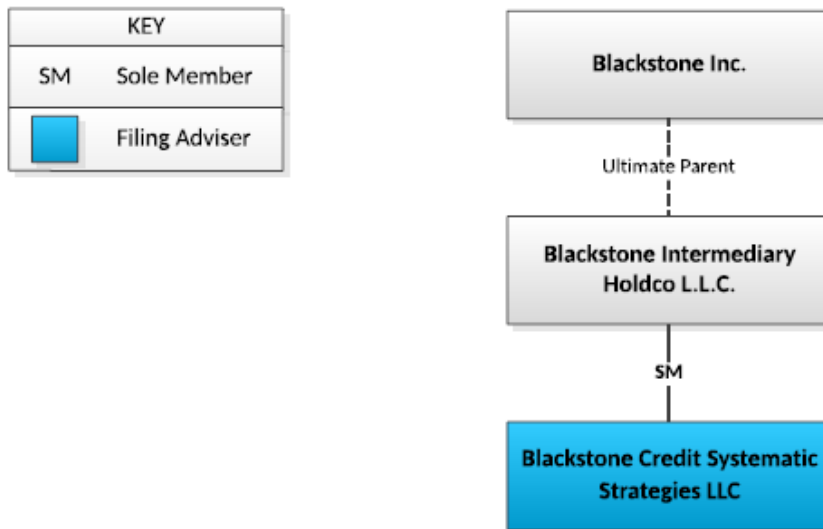 KEY
SM Sole Member
Filing Adviser
Blackstone Inc.
Ultimate Parent
Blackstone Intermediary
Holdco L.L.C.
SM
Blackstone Credit Systematic
Strategies LLC